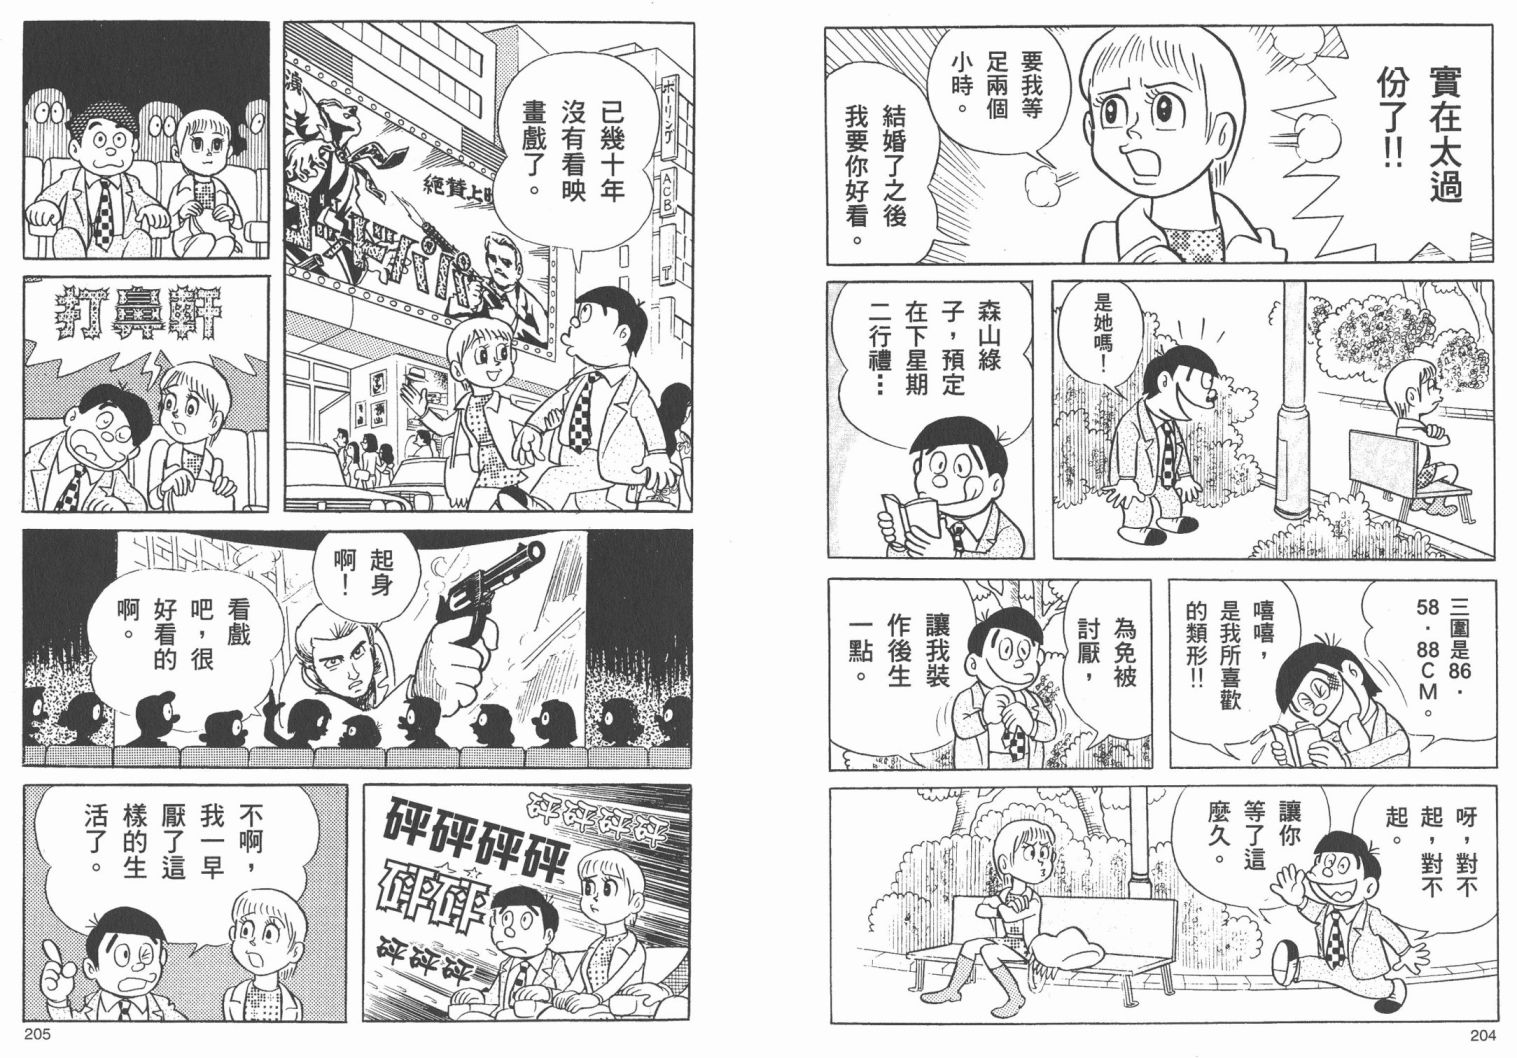 實在太過
份了!!
要我等
足兩個
小時。
結婚了之後
我要你好看。
是她嗎!
森山綠
子,預定
在下星期
二行禮…
三圍是86.
58.88CM。
嘻嘻,
是我所喜歡
的類形!!
為免被
討厭,
讓我裝
作後生
一點。
呀,對不
起,對不
起。
讓你
等了這
麼久。
204
已幾十年
沒有看映
畫戲了。
ボーリング
ACB
絶賛上映
打鼻鼾
起身
啊!
看戲
吧,很
好看的
啊。
砰砰砰砰
砰砰砰砰
砰砰
砰砰砰
不啊,
我一早
厭了這
樣的生
活了。
205